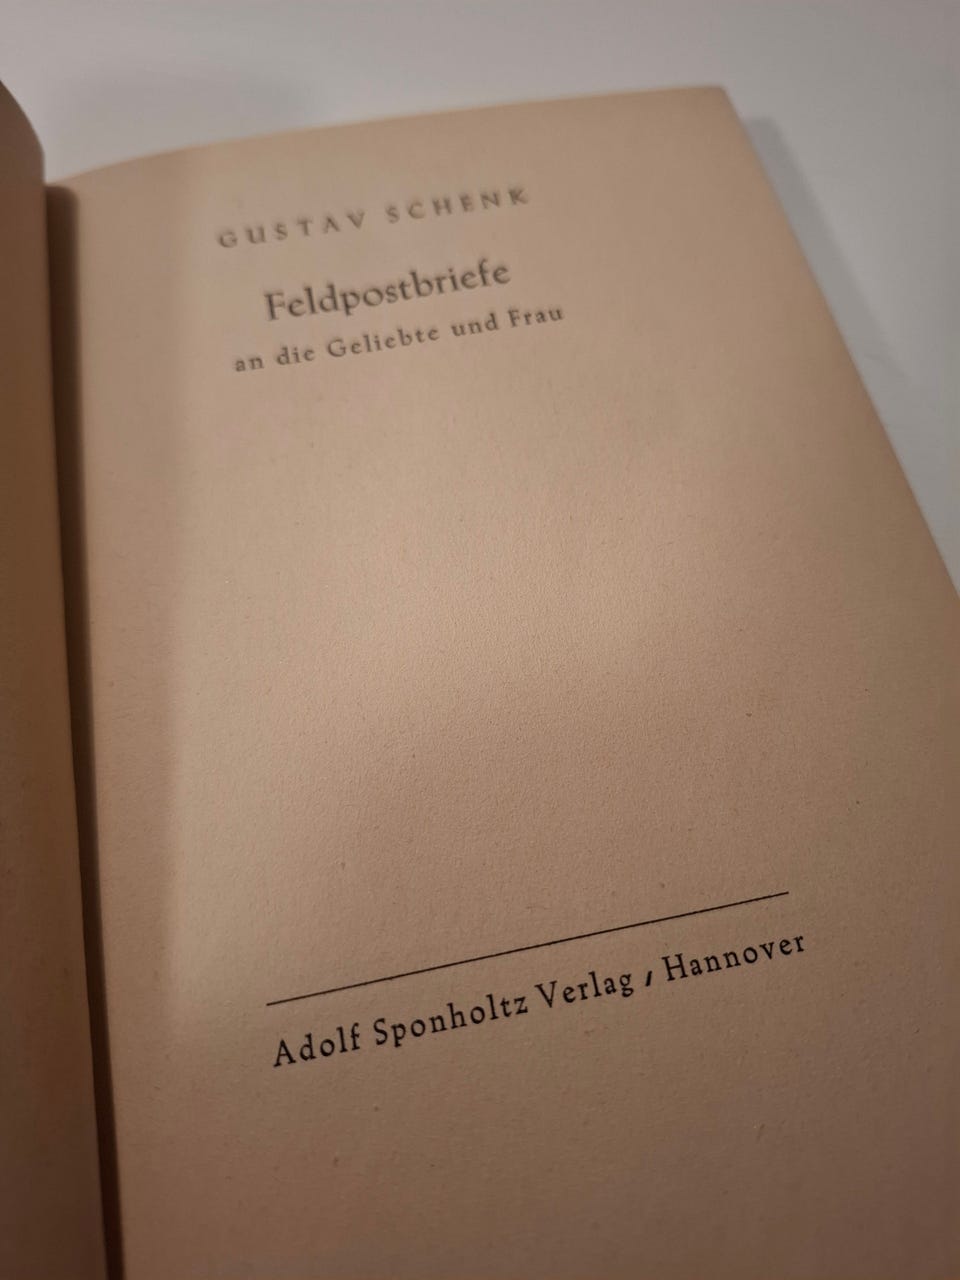 GUSTAV SCHENK
Feldpostbriefe
an die Geliebte und Frau
Adolf Sponholtz Verlag / Hannover